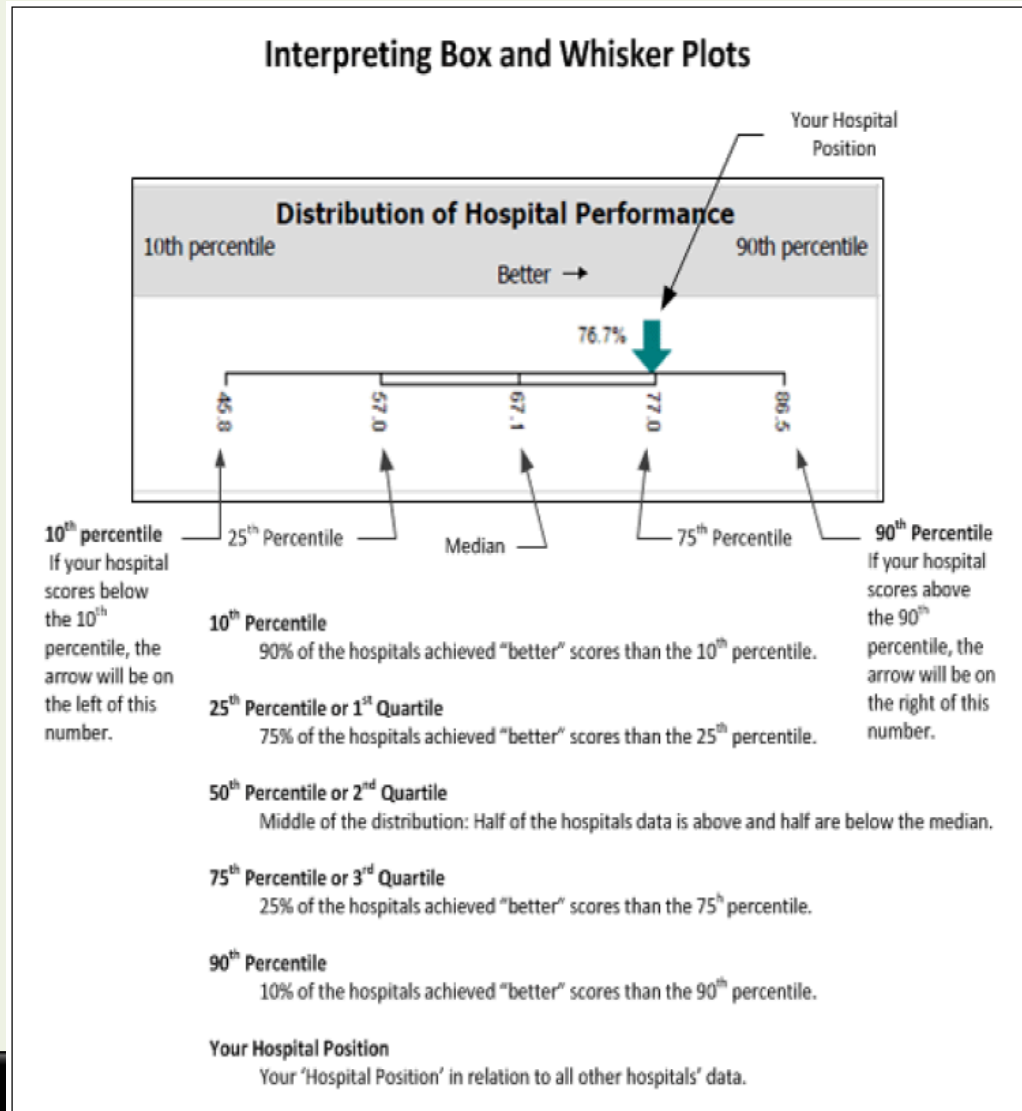 Interpreting Box and Whisker Plots
Your Hospital
Position
Distribution of Hospital Performance
10th percentile
90th percentile
Better →
76.7%
45.8
57.0
67.1
77.0
86.5
10th percentile
If your hospital
scores below
the 10th
percentile, the
arrow will be on
the left of this
number.
25th Percentile
Median
75th Percentile
90th Percentile
If your hospital
scores above
the 90th
percentile, the
arrow will be on
the right of this
number.
10th Percentile
90% of the hospitals achieved “better” scores than the 10th percentile.
25th Percentile or 1st Quartile
75% of the hospitals achieved “better” scores than the 25th percentile.
50th Percentile or 2nd Quartile
Middle of the distribution: Half of the hospitals data is above and half are below the median.
75th Percentile or 3rd Quartile
25% of the hospitals achieved “better” scores than the 75h percentile.
90th Percentile
10% of the hospitals achieved “better” scores than the 90th percentile.
Your Hospital Position
Your ‘Hospital Position’ in relation to all other hospitals’ data.